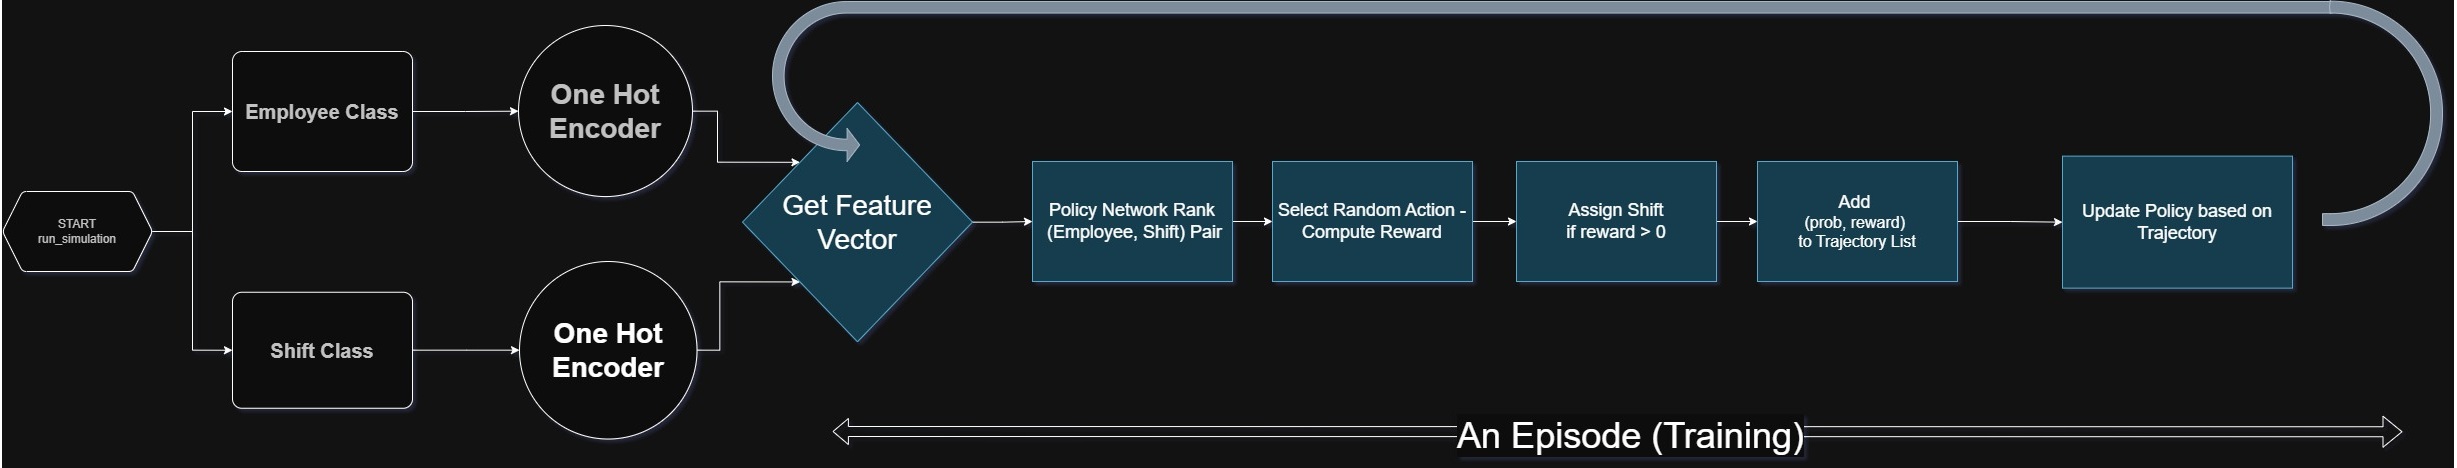 START
run_simulation
Employee Class
One Hot
Encoder
Shift Class
One Hot
Encoder
Get Feature
Vector
Policy Network Rank
(Employee, Shift) Pair
Select Random Action -
Compute Reward
Assign Shift
if reward > 0
Add
(prob, reward)
to Trajectory List
Update Policy based on
Trajectory
An Episode (Training)